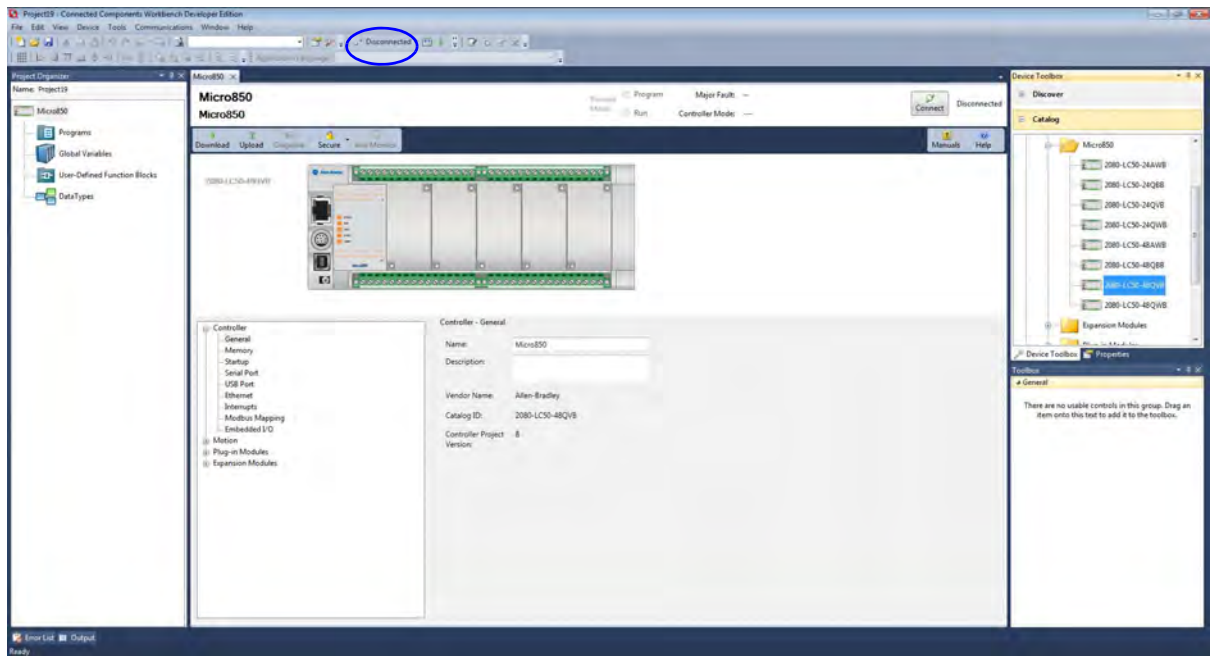 Project19 - Connected Components Workbench Developer Edition
File Edit View Device Tools Communications Window Help
Disconnected
Project Organizer
Name: Project19
Micro850
Programs
Global Variables
User-Defined Function Blocks
DataTypes
Micro850
Micro850
Micro850
Program
Run
Major Fault: --
Controller Mode: --
Connect
Disconnected
Download Upload Secure
Manuals Help
Controller
General
Memory
Startup
Serial Port
USB Port
Ethernet
Interrupts
Modbus Mapping
Embedded I/O
Motion
Plug-in Modules
Expansion Modules
Controller - General
Name: Micro850
Description:
Vendor Name: Allen-Bradley
Catalog ID: 2080-LC50-48QVB
Controller Project Version: 8
Device Toolbox
Discover
Catalog
Micro850
2080-LC50-24AWB
2080-LC50-24QBB
2080-LC50-24QVB
2080-LC50-24QWB
2080-LC50-48AWB
2080-LC50-48QBB
2080-LC50-48QVB
2080-LC50-48QWB
Expansion Modules
Device Toolbox Properties
Toolbox
General
There are no usable controls in this group. Drag an
item onto this text to add it to the toolbox.
Error List Output
Ready